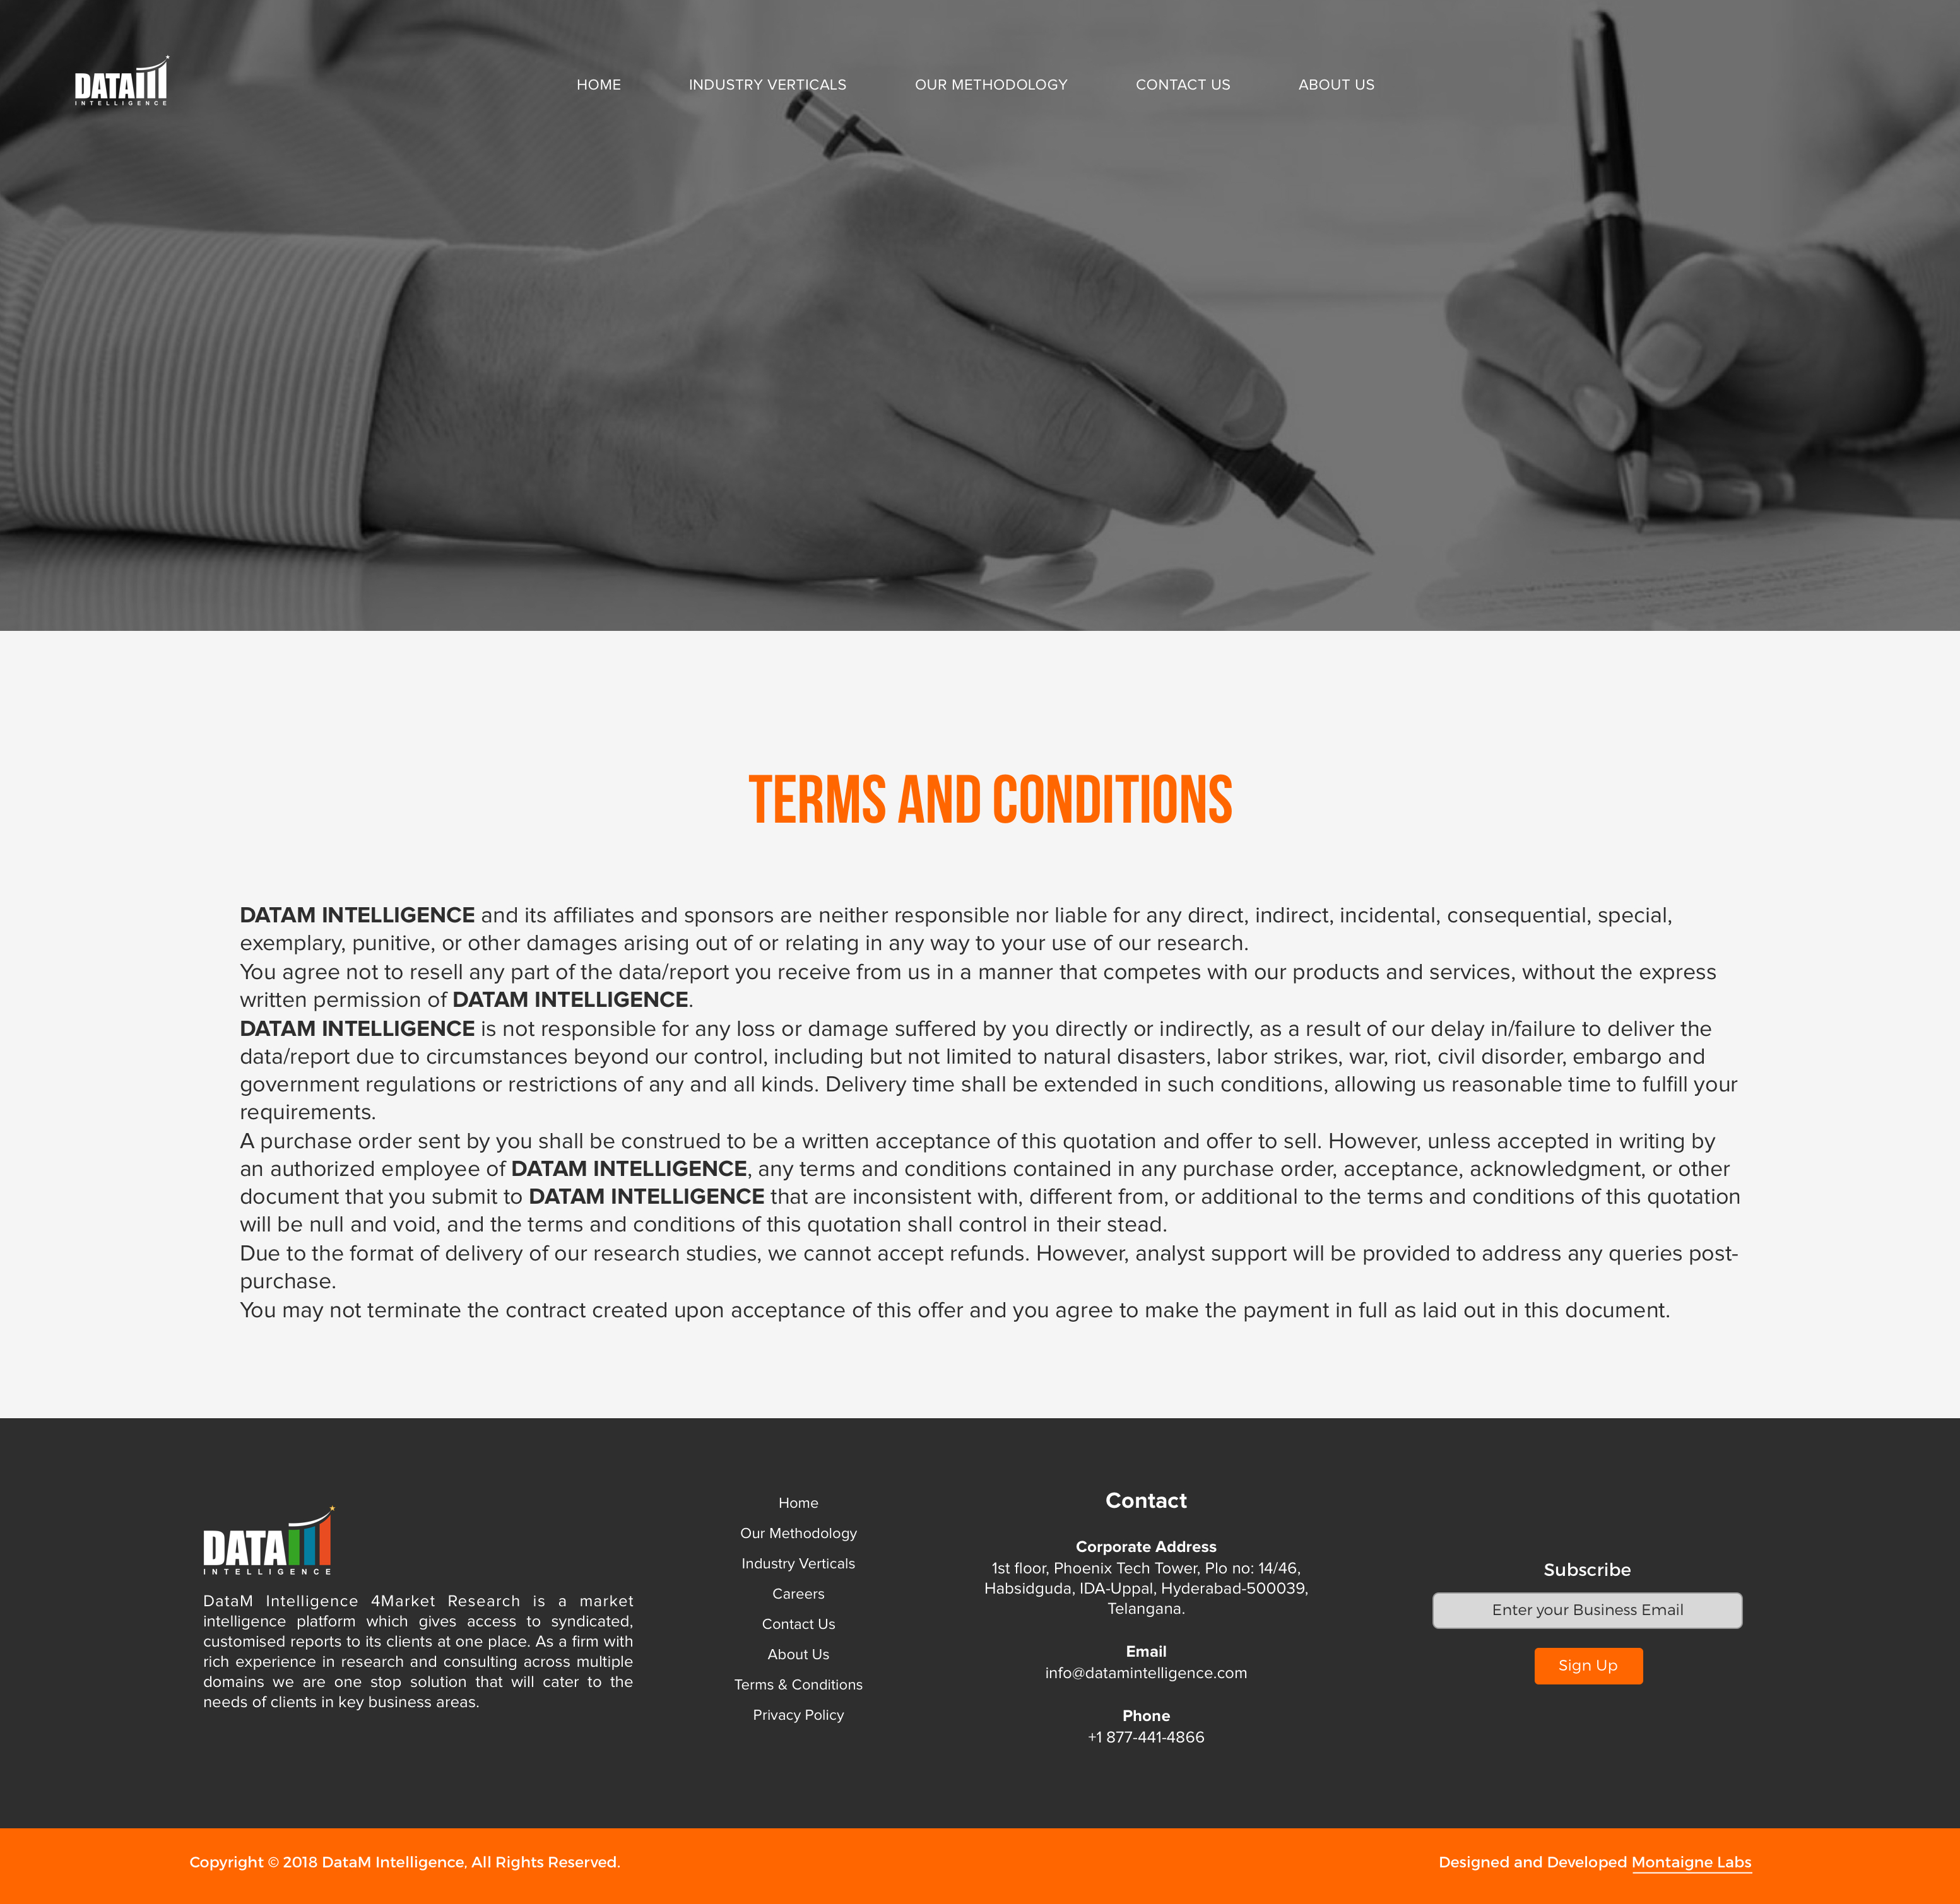 DATAM
INTELLIGENCE
HOME INDUSTRY VERTICALS OUR METHODOLOGY CONTACT US ABOUT US
TERMS AND CONDITIONS
DATAM INTELLIGENCE and its affiliates and sponsors are neither responsible nor liable for any direct, indirect, incidental, consequential, special,
exemplary, punitive, or other damages arising out of or relating in any way to your use of our research.
You agree not to resell any part of the data/report you receive from us in a manner that competes with our products and services, without the express
written permission of DATAM INTELLIGENCE.
DATAM INTELLIGENCE is not responsible for any loss or damage suffered by you directly or indirectly, as a result of our delay in/failure to deliver the
data/report due to circumstances beyond our control, including but not limited to natural disasters, labor strikes, war, riot, civil disorder, embargo and
government regulations or restrictions of any and all kinds. Delivery time shall be extended in such conditions, allowing us reasonable time to fulfill your
requirements.
A purchase order sent by you shall be construed to be a written acceptance of this quotation and offer to sell. However, unless accepted in writing by
an authorized employee of DATAM INTELLIGENCE, any terms and conditions contained in any purchase order, acceptance, acknowledgment, or other
document that you submit to DATAM INTELLIGENCE that are inconsistent with, different from, or additional to the terms and conditions of this quotation
will be null and void, and the terms and conditions of this quotation shall control in their stead.
Due to the format of delivery of our research studies, we cannot accept refunds. However, analyst support will be provided to address any queries post-
purchase.
You may not terminate the contract created upon acceptance of this offer and you agree to make the payment in full as laid out in this document.
DATAM
INTELLIGENCE
DataM Intelligence 4Market Research is a market
intelligence platform which gives access to syndicated,
customised reports to its clients at one place. As a firm with
rich experience in research and consulting across multiple
domains we are one stop solution that will cater to the
needs of clients in key business areas.
Home
Our Methodology
Industry Verticals
Careers
Contact Us
About Us
Terms & Conditions
Privacy Policy
Contact
Corporate Address
1st floor, Phoenix Tech Tower, Plo no: 14/46,
Habsidguda, IDA-Uppal, Hyderabad-500039,
Telangana.
Email
info@datamintelligence.com
Phone
+1 877-441-4866
Subscribe
Enter your Business Email
Sign Up
Copyright © 2018 DataM Intelligence, All Rights Reserved.
Designed and Developed Montaigne Labs